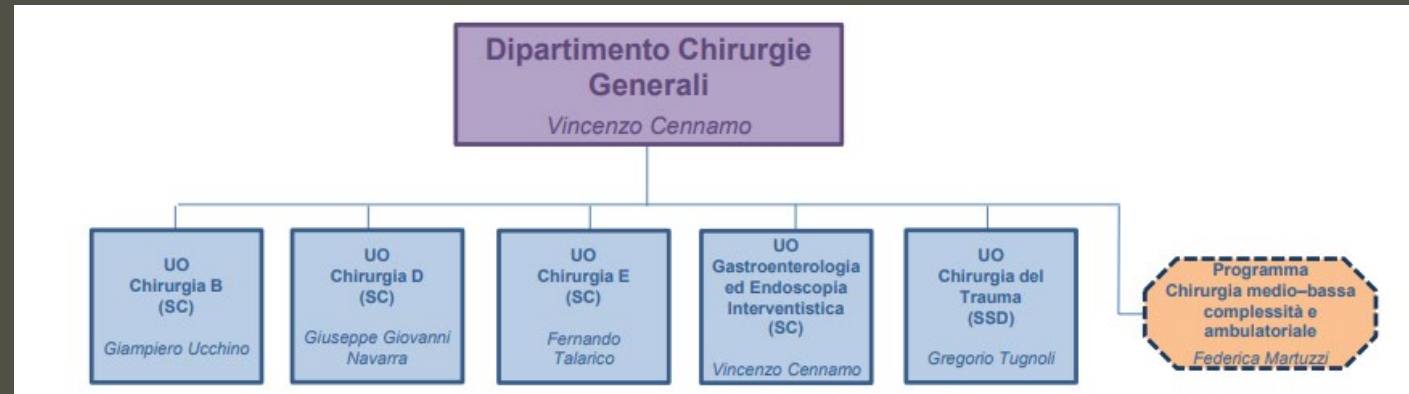 Dipartimento Chirurgie
Generali
Vincenzo Cennamo
UO
Chirurgia B
(SC)
Giampiero Ucchino
UO
Chirurgia D
(SC)
Giuseppe Giovanni
Navarra
UO
Chirurgia E
(SC)
Fernando
Talarico
UO
Gastroenterologia
ed Endoscopia
Interventistica
(SC)
Vincenzo Cennamo
UO
Chirurgia del
Trauma
(SSD)
Gregorio Tugnoli
Programma
Chirurgia medio–bassa
complessità e
ambulatoriale
Federica Martuzzi